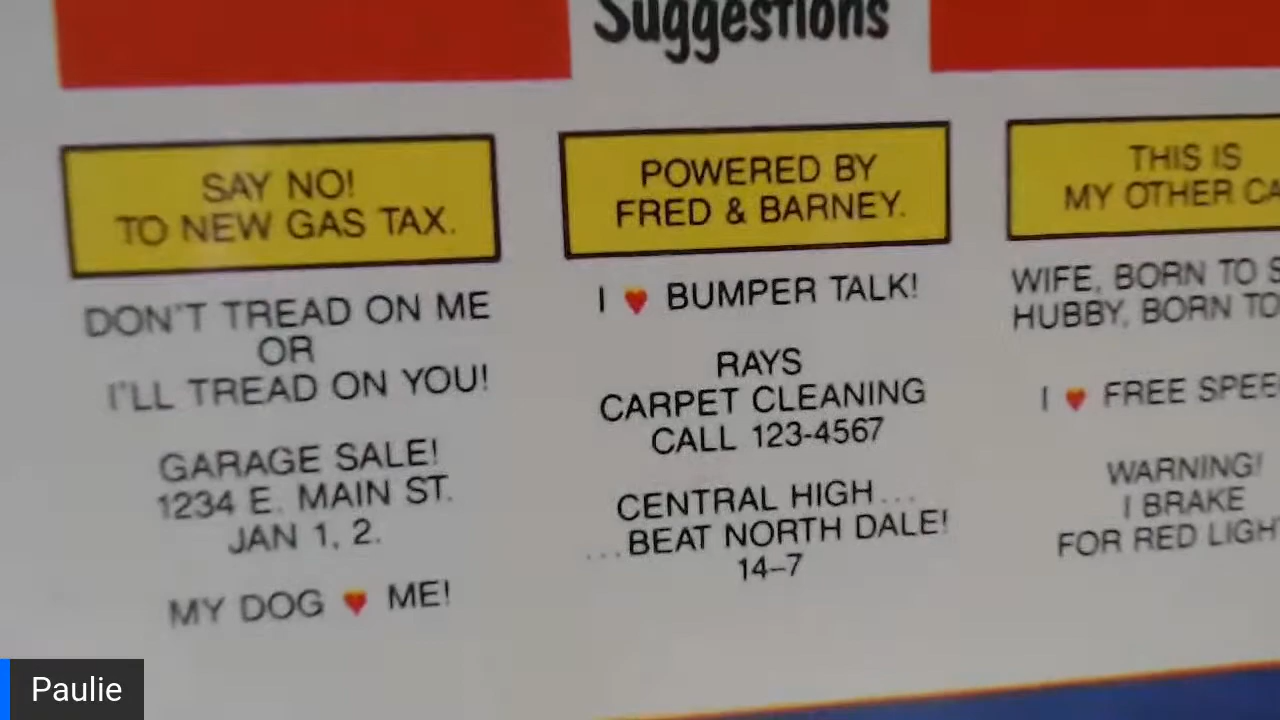 Suggestions
SAY NO!
TO NEW GAS TAX.
DON'T TREAD ON ME
OR
I'LL TREAD ON YOU!
GARAGE SALE!
1234 E. MAIN ST.
JAN 1, 2.
MY DOG ♥ ME!
POWERED BY
FRED & BARNEY.
I ♥ BUMPER TALK!
RAYS
CARPET CLEANING
CALL 123-4567
CENTRAL HIGH...
...BEAT NORTH DALE!
14–7
THIS IS
MY OTHER
WIFE, BORN TO
HUBBY, BORN TO
I ♥ FREE
WARNING!
I BRAKE
FOR RED
Paulie